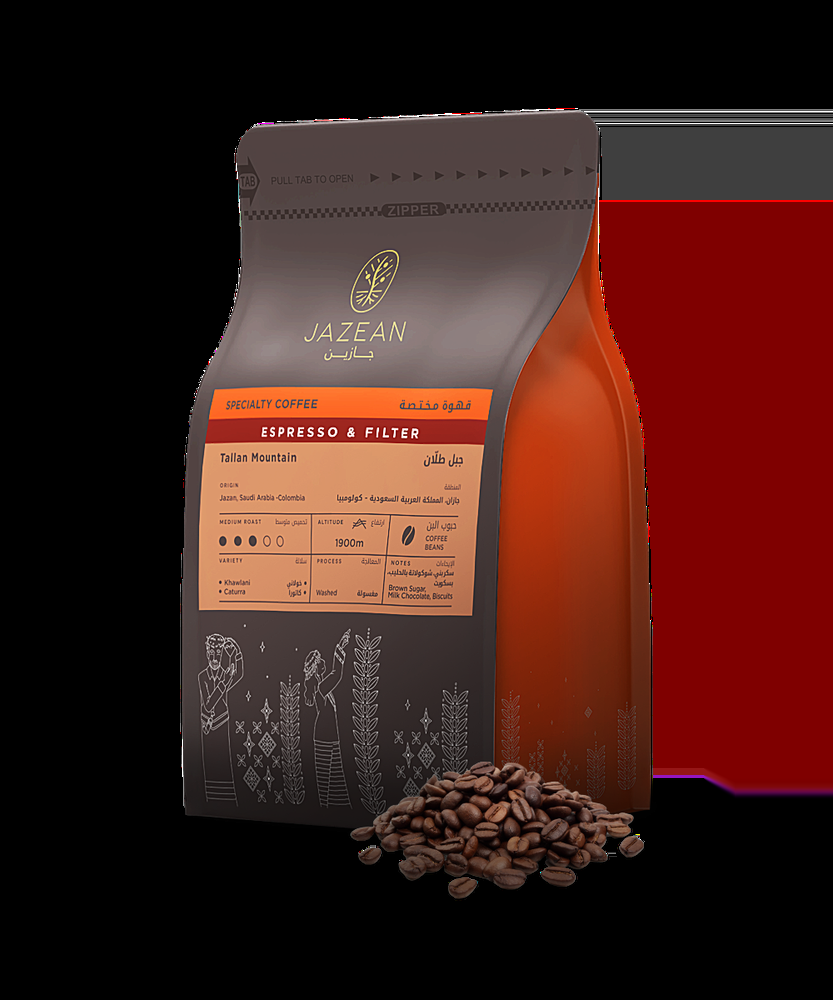 TAB PULL TAB TO OPEN
ZIPPER
JAZEAN
جازين
SPECIALTY COFFEE قهوة مختصة
ESPRESSO & FILTER
Tallan Mountain جبل طلّان
ORIGIN المنطقة
Jazan, Saudi Arabia -Colombia جازان, المملكة العربية السعودية - كولومبيا
MEDIUM ROAST تحميص متوسط
ALTITUDE ارتفاع
1900m
حبوب البن
COFFEE
BEANS
VARIETY سلالة
• Khawlani خولاني •
• Caturra كاتورا •
PROCESS المعالجة
Washed مغسولة
NOTES الإيحاءات
سكر بني, شوكولاتة بالحليب,
بسكويت
Brown Sugar,
Milk Chocolate, Biscuits